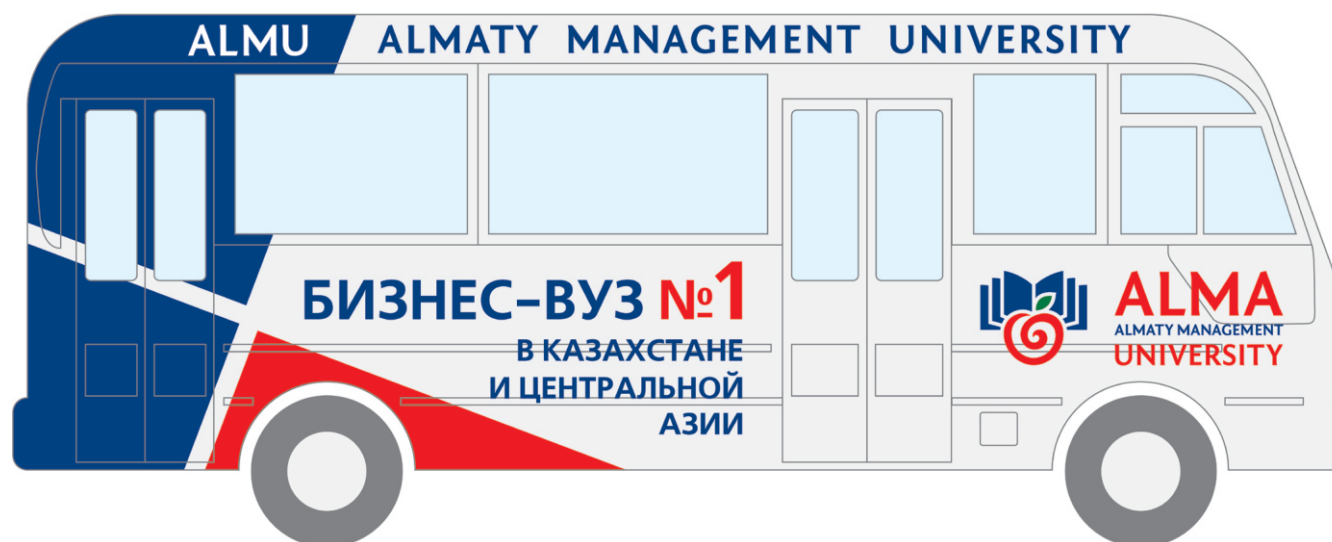 ALMU ALMATY MANAGEMENT UNIVERSITY
БИЗНЕС–ВУЗ №1
В КАЗАХСТАНЕ
И ЦЕНТРАЛЬНОЙ
АЗИИ
ALMA
ALMATY MANAGEMENT
UNIVERSITY